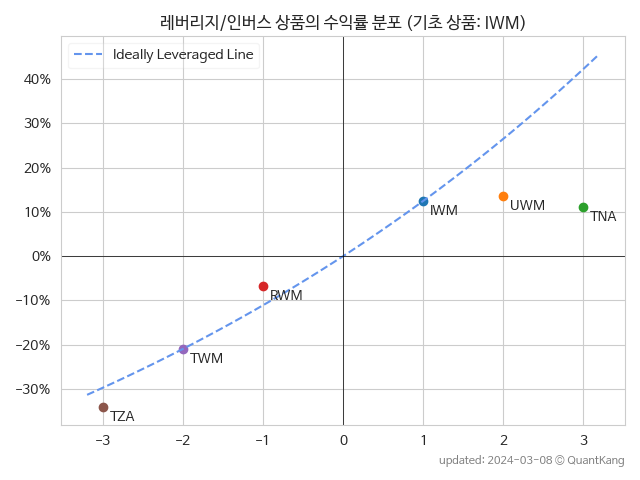 레버리지/인버스 상품의 수익률 분포 (기초 상품: IWM)
Ideally Leveraged Line
40%
30%
20%
10%
0%
−10%
−20%
−30%
IWM
UWM
TNA
RWM
TWM
TZA
−3
−2
−1
0
1
2
3
updated: 2024-03-08 © QuantKang